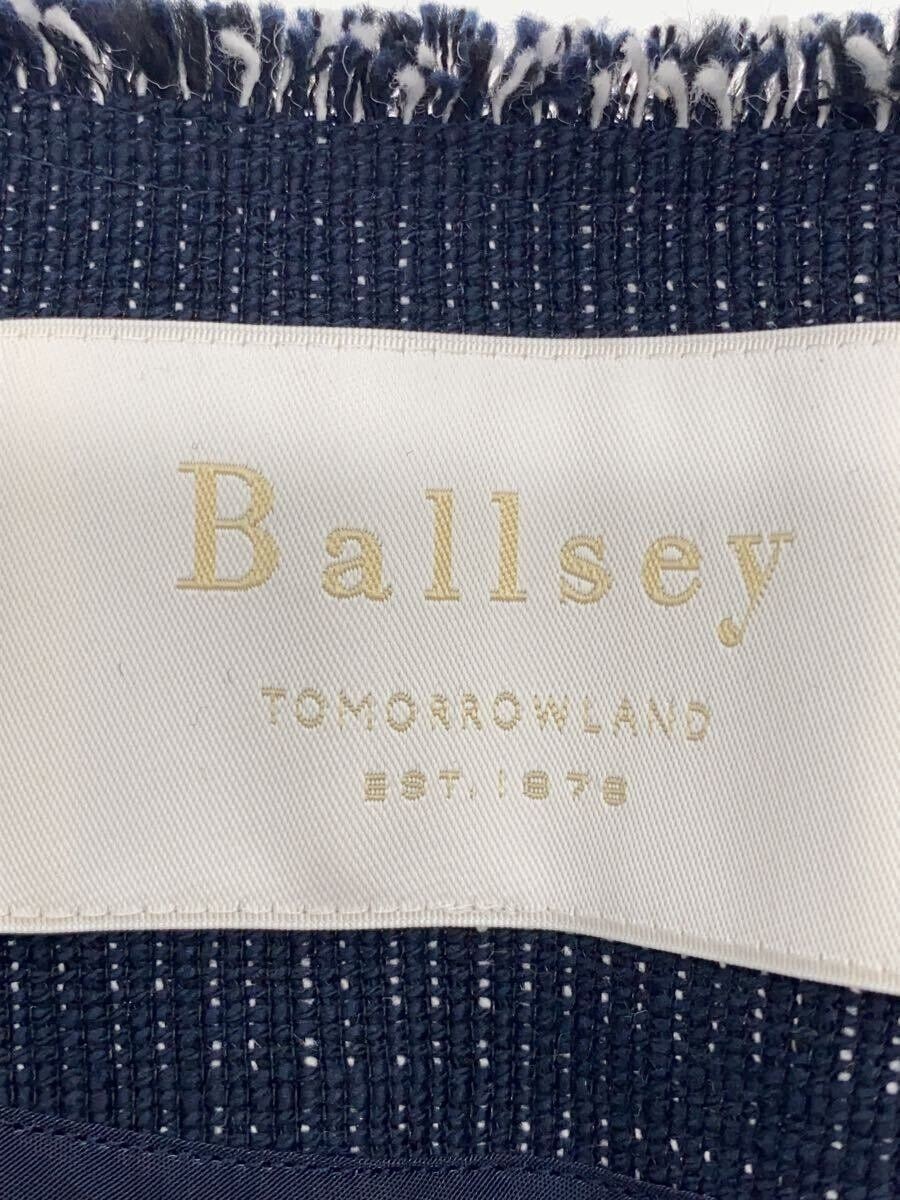 Ballsey
TOMORROWLAND
EST. 1978